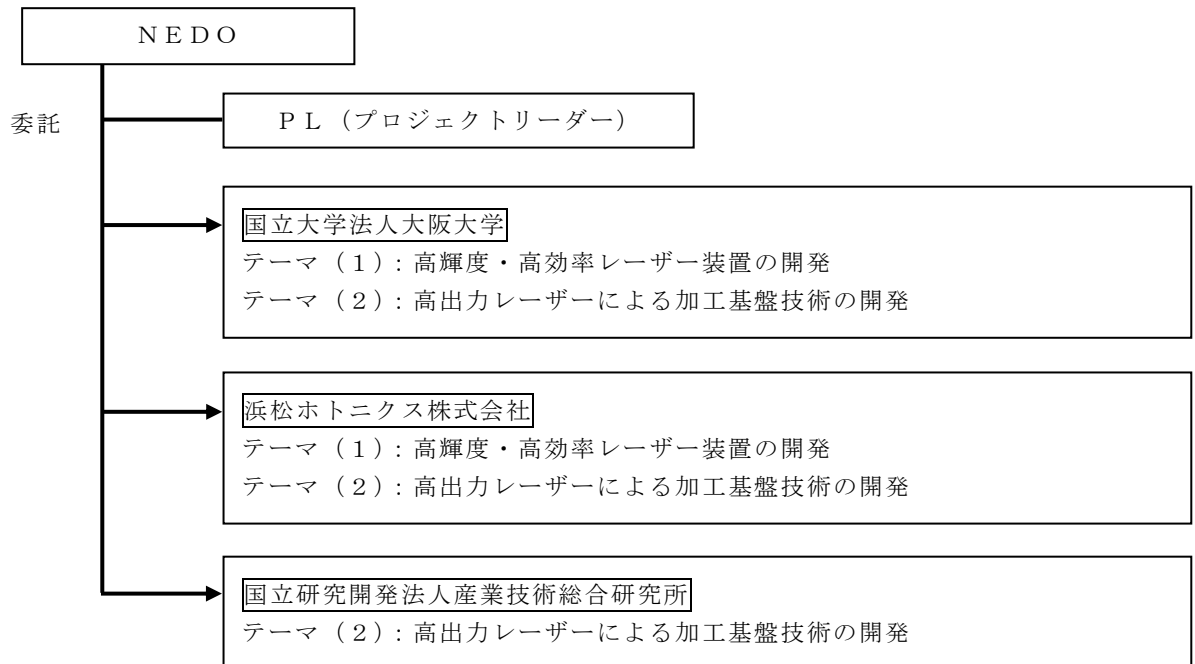 ＮＥＤＯ
委託
ＰＬ（プロジェクトリーダー）
国立大学法人大阪大学
テーマ（１）：高輝度・高効率レーザー装置の開発
テーマ（２）：高出力レーザーによる加工基盤技術の開発
浜松ホトニクス株式会社
テーマ（１）：高輝度・高効率レーザー装置の開発
テーマ（２）：高出力レーザーによる加工基盤技術の開発
国立研究開発法人産業技術総合研究所
テーマ（２）：高出力レーザーによる加工基盤技術の開発